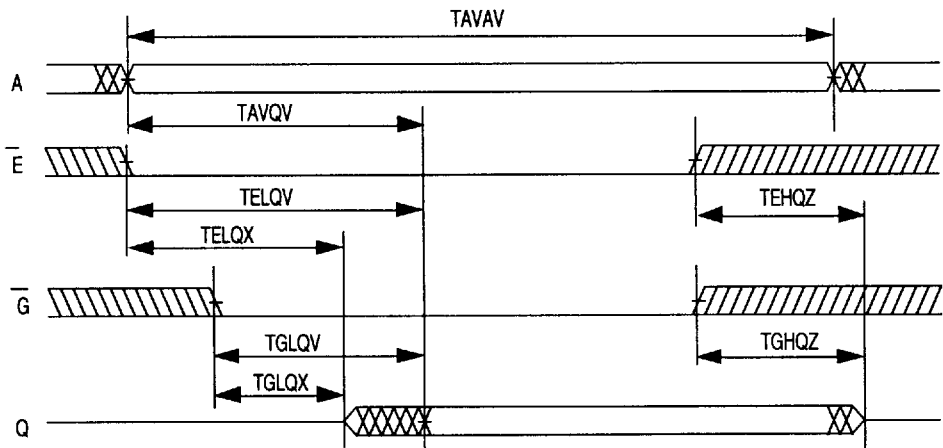 TAVAV
A
TAVQV
E
TELQV
TEHQZ
TELQX
G
TGLQV
TGHQZ
TGLQX
Q